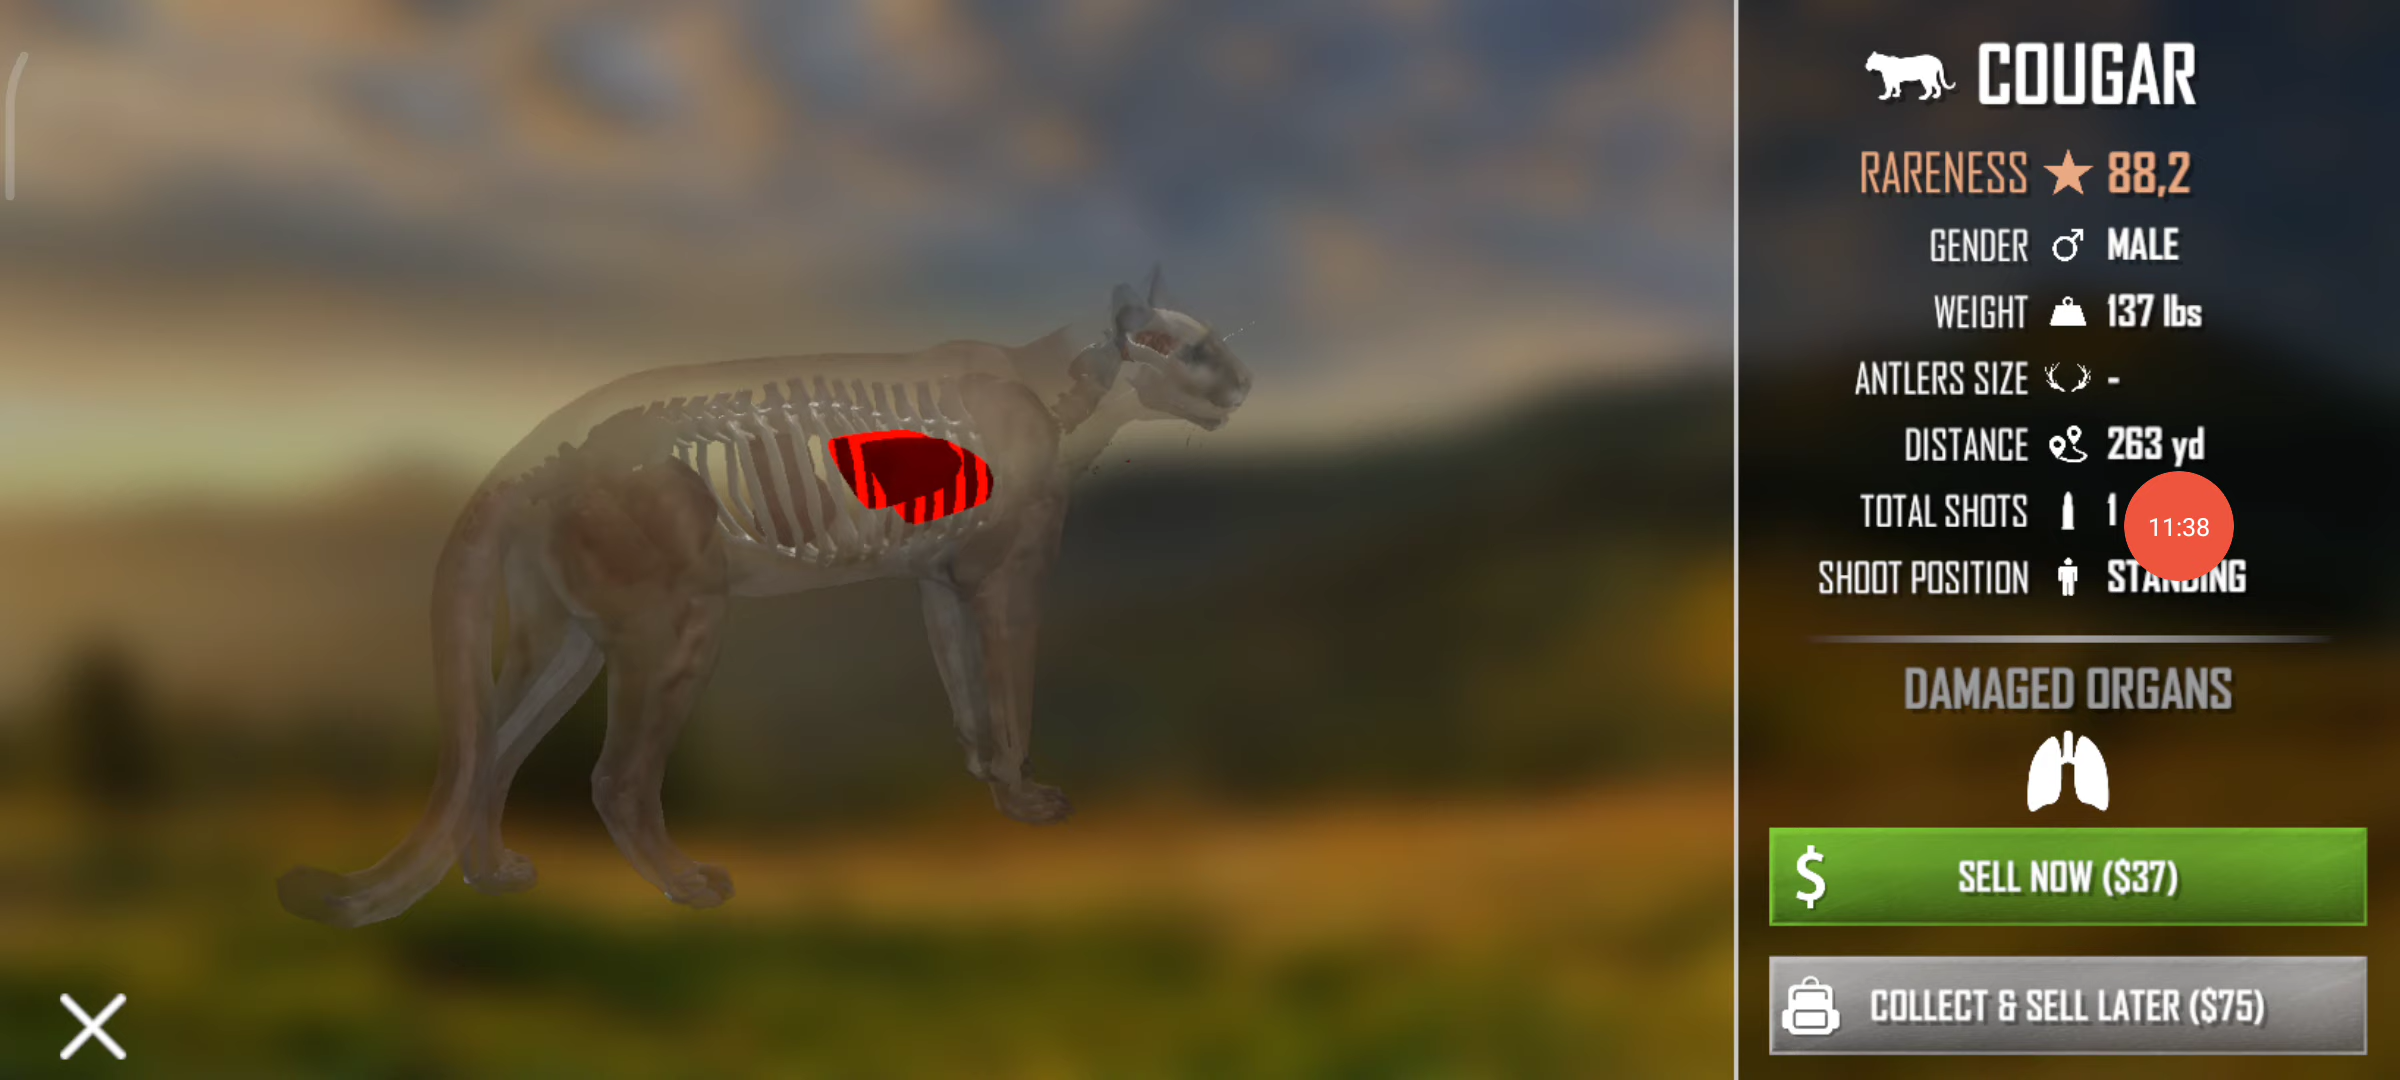 COUGAR
RARENESS 88,2
GENDER MALE
WEIGHT 137 lbs
ANTLERS SIZE -
DISTANCE 263 yd
TOTAL SHOTS 1
11:38
SHOOT POSITION STANDING
DAMAGED ORGANS
$ SELL NOW ($37)
COLLECT & SELL LATER ($75)